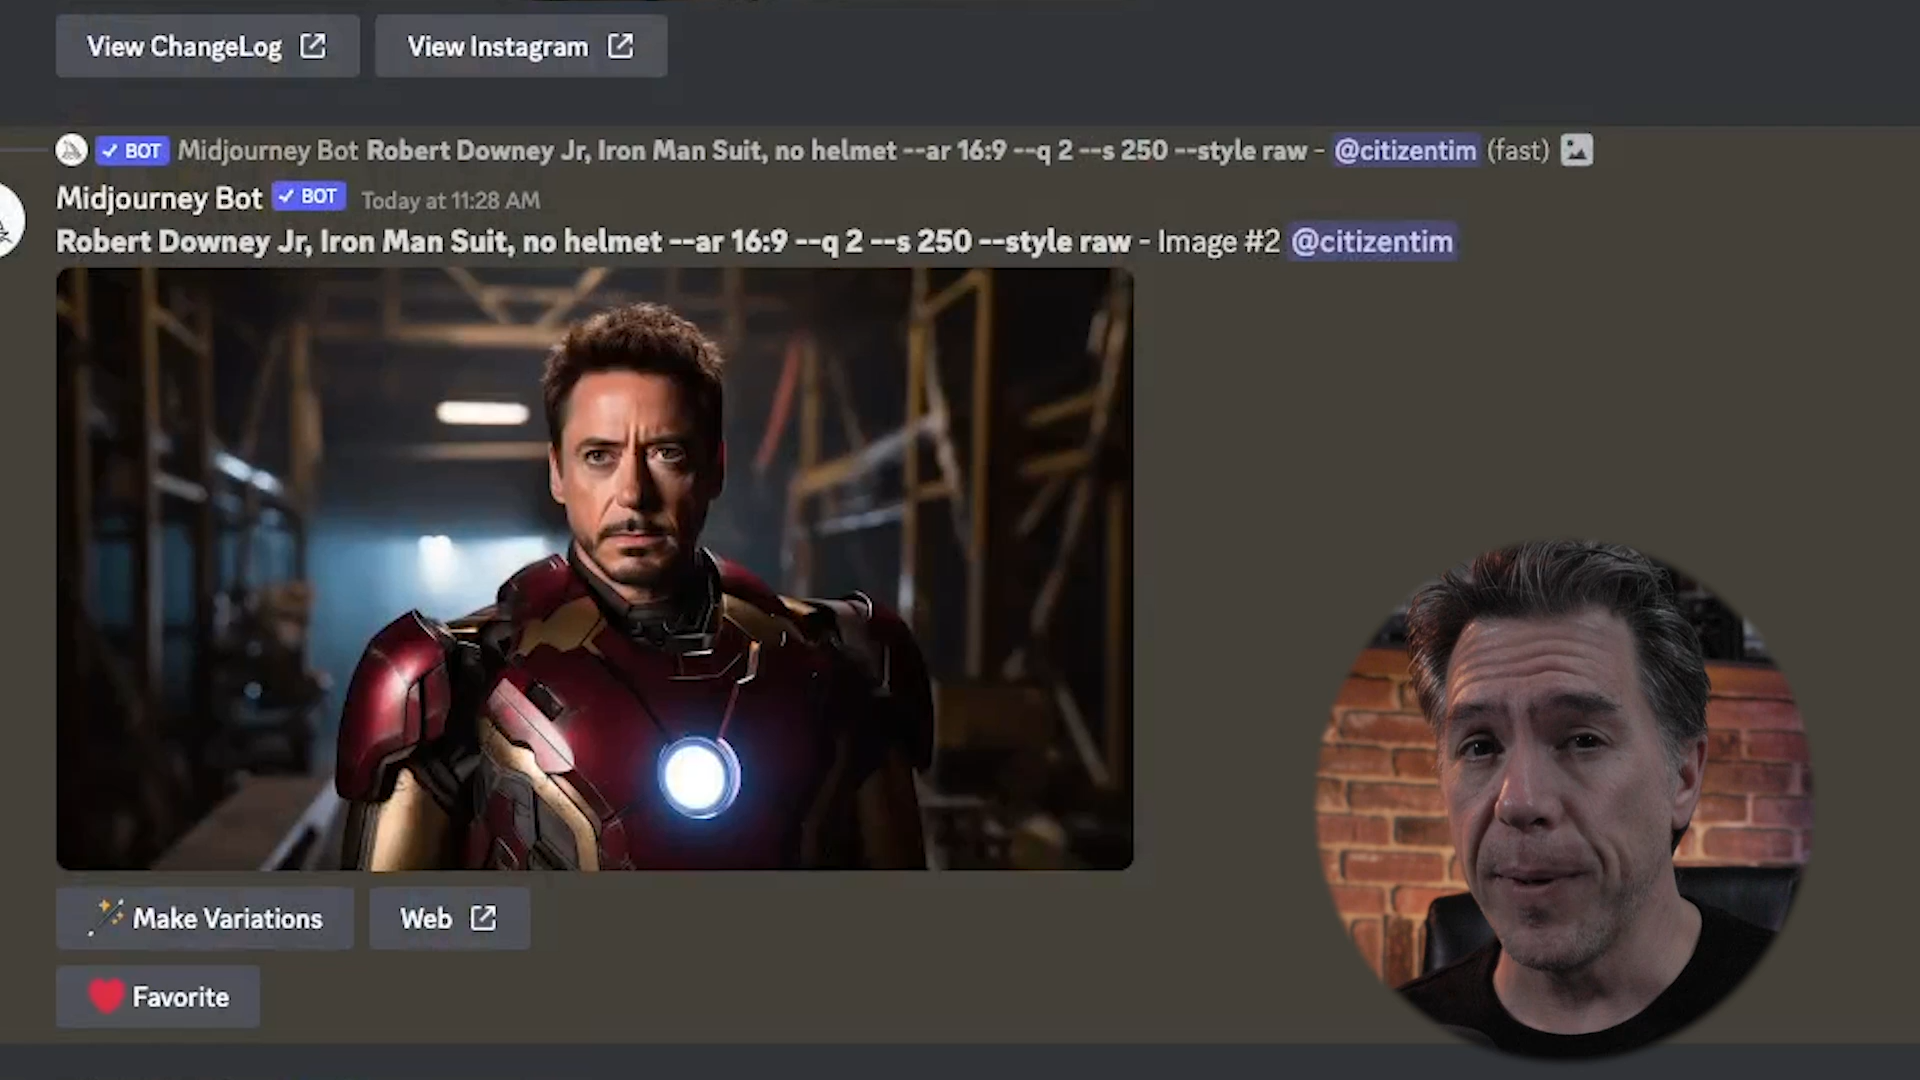 View ChangeLog
View Instagram
BOT Midjourney Bot Robert Downey Jr, Iron Man Suit, no helmet --ar 16:9 --q 2 --s 250 --style raw - @citizentim (fast)
Midjourney Bot BOT Today at 11:28 AM
Robert Downey Jr, Iron Man Suit, no helmet --ar 16:9 --q 2 --s 250 --style raw - Image #2 @citizentim
Make Variations
Web
Favorite